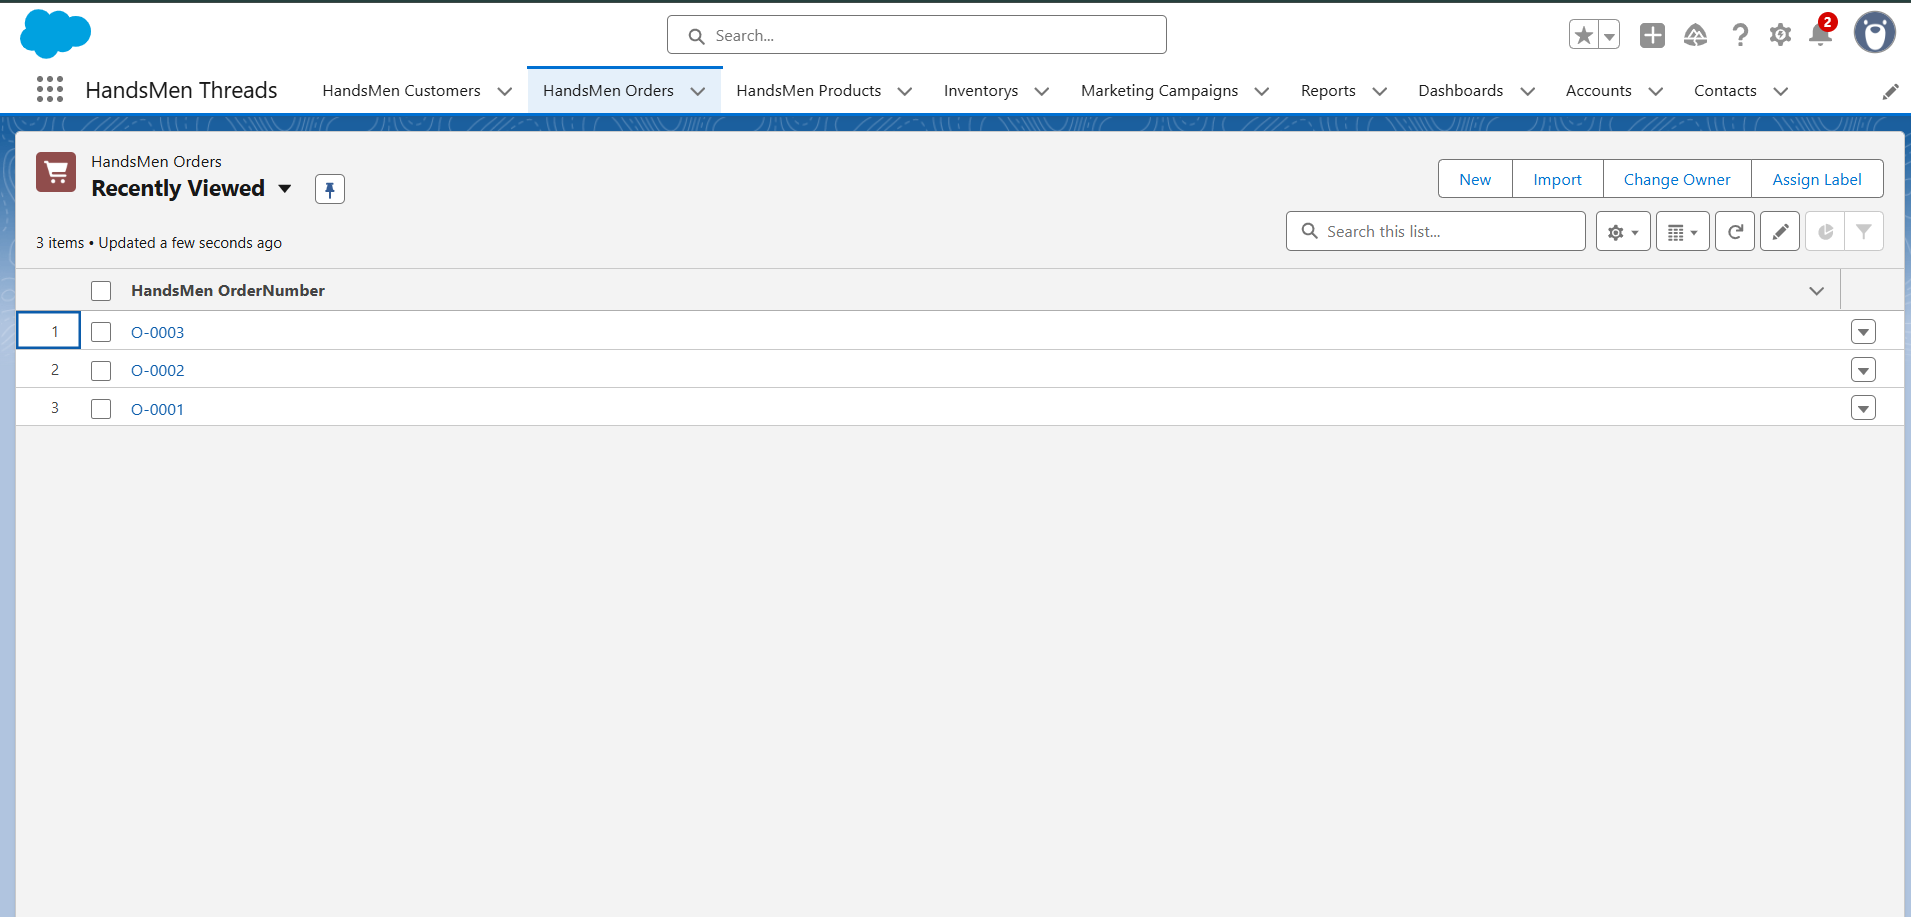 Search...
2
HandsMen Threads
HandsMen Customers
HandsMen Orders
HandsMen Products
Inventorys
Marketing Campaigns
Reports
Dashboards
Accounts
Contacts
HandsMen Orders
Recently Viewed
New
Import
Change Owner
Assign Label
3 items • Updated a few seconds ago
Search this list...
HandsMen OrderNumber
1 O-0003
2 O-0002
3 O-0001